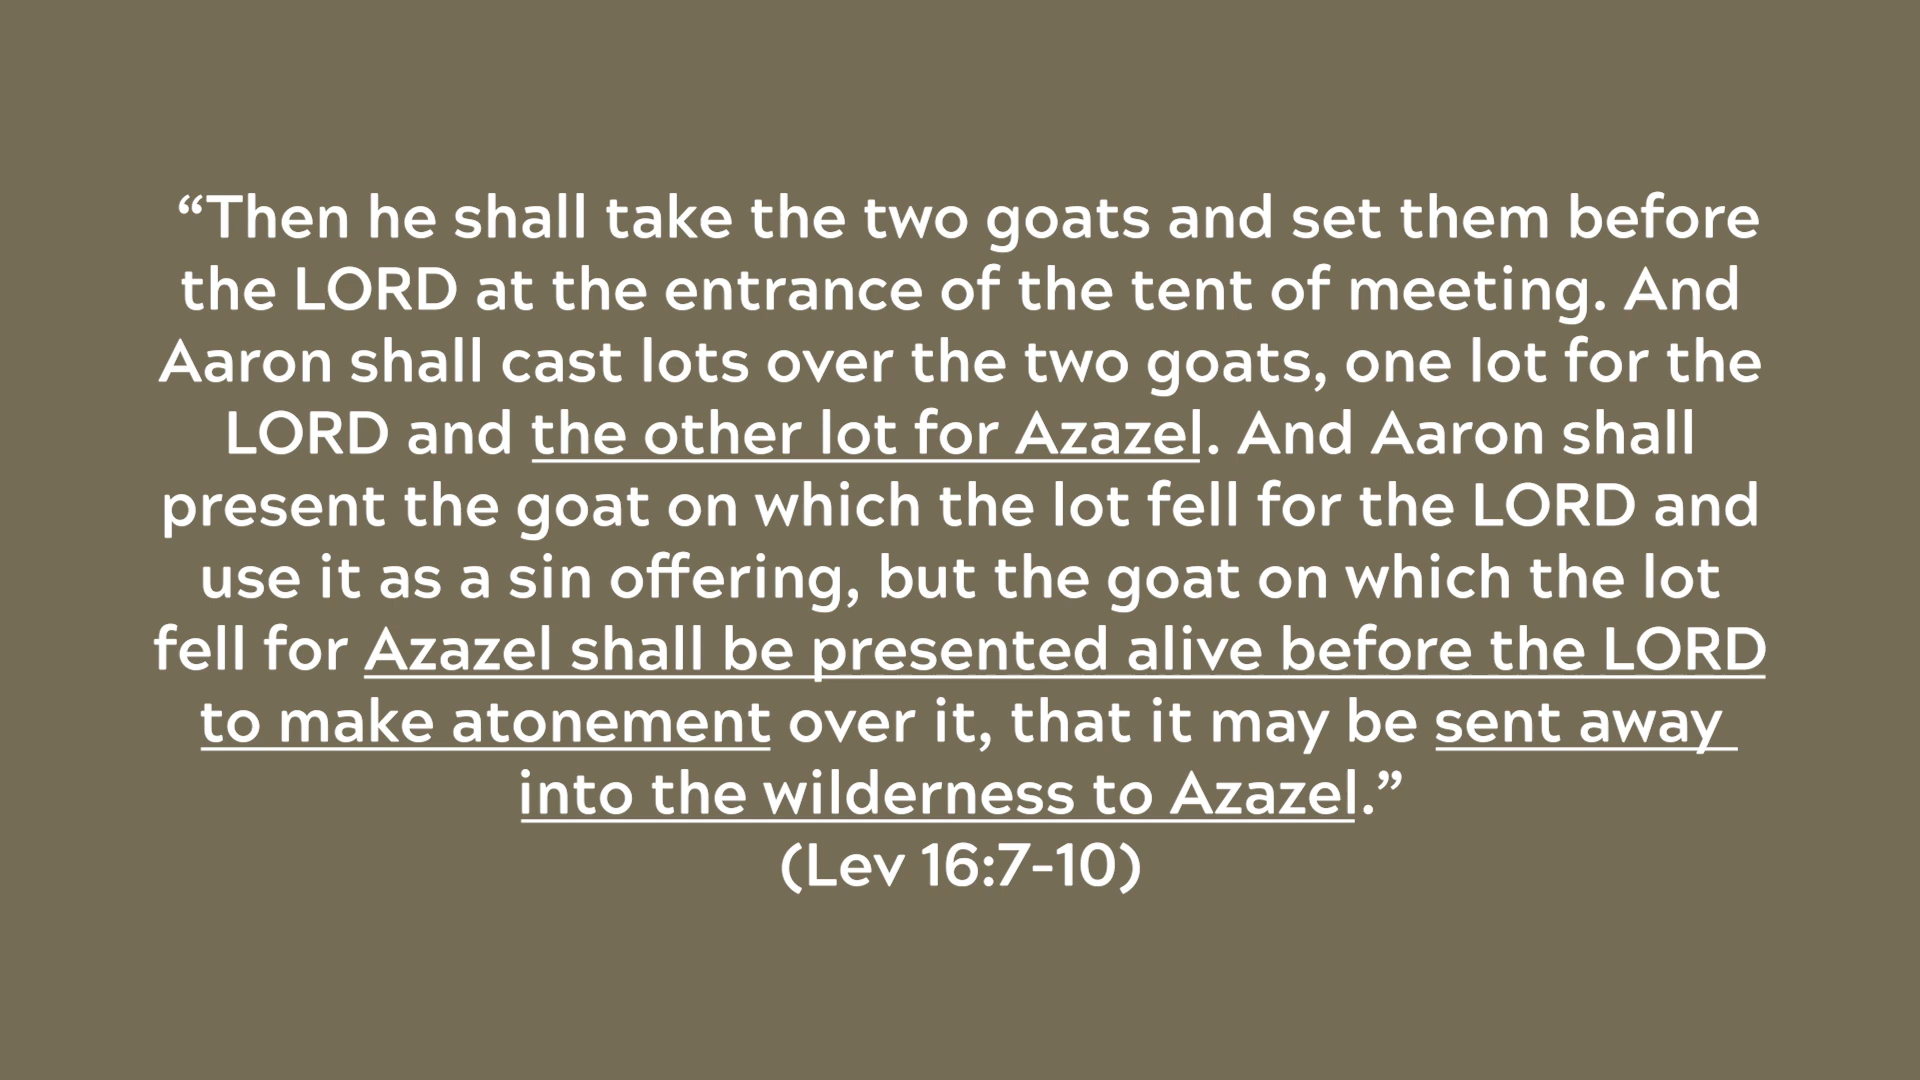 “Then he shall take the two goats and set them before
the LORD at the entrance of the tent of meeting. And
Aaron shall cast lots over the two goats, one lot for the
LORD and the other lot for Azazel. And Aaron shall
present the goat on which the lot fell for the LORD and
use it as a sin offering, but the goat on which the lot
fell for Azazel shall be presented alive before the LORD
to make atonement over it, that it may be sent away
into the wilderness to Azazel.”
(Lev 16:7–10)